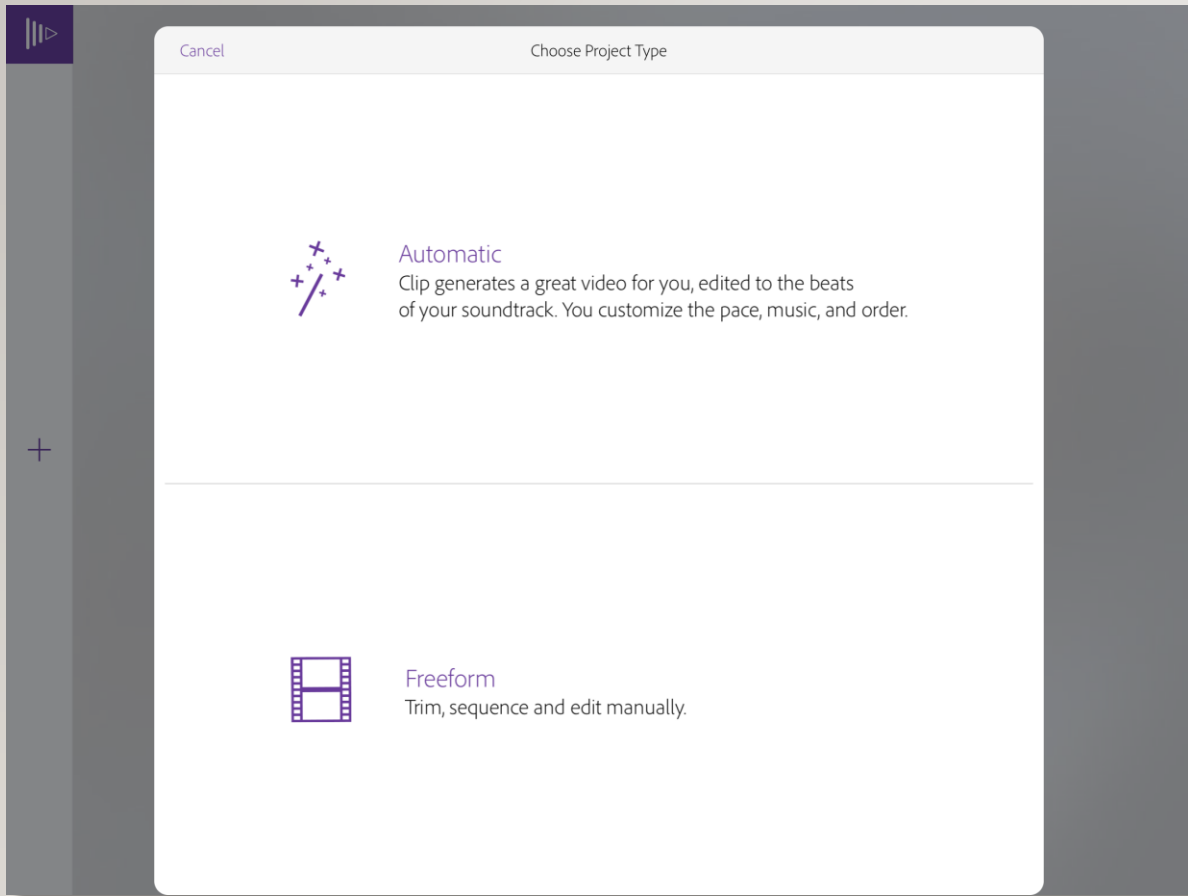 Cancel
Choose Project Type
Automatic
Clip generates a great video for you, edited to the beats
of your soundtrack. You customize the pace, music, and order.
Freeform
Trim, sequence and edit manually.